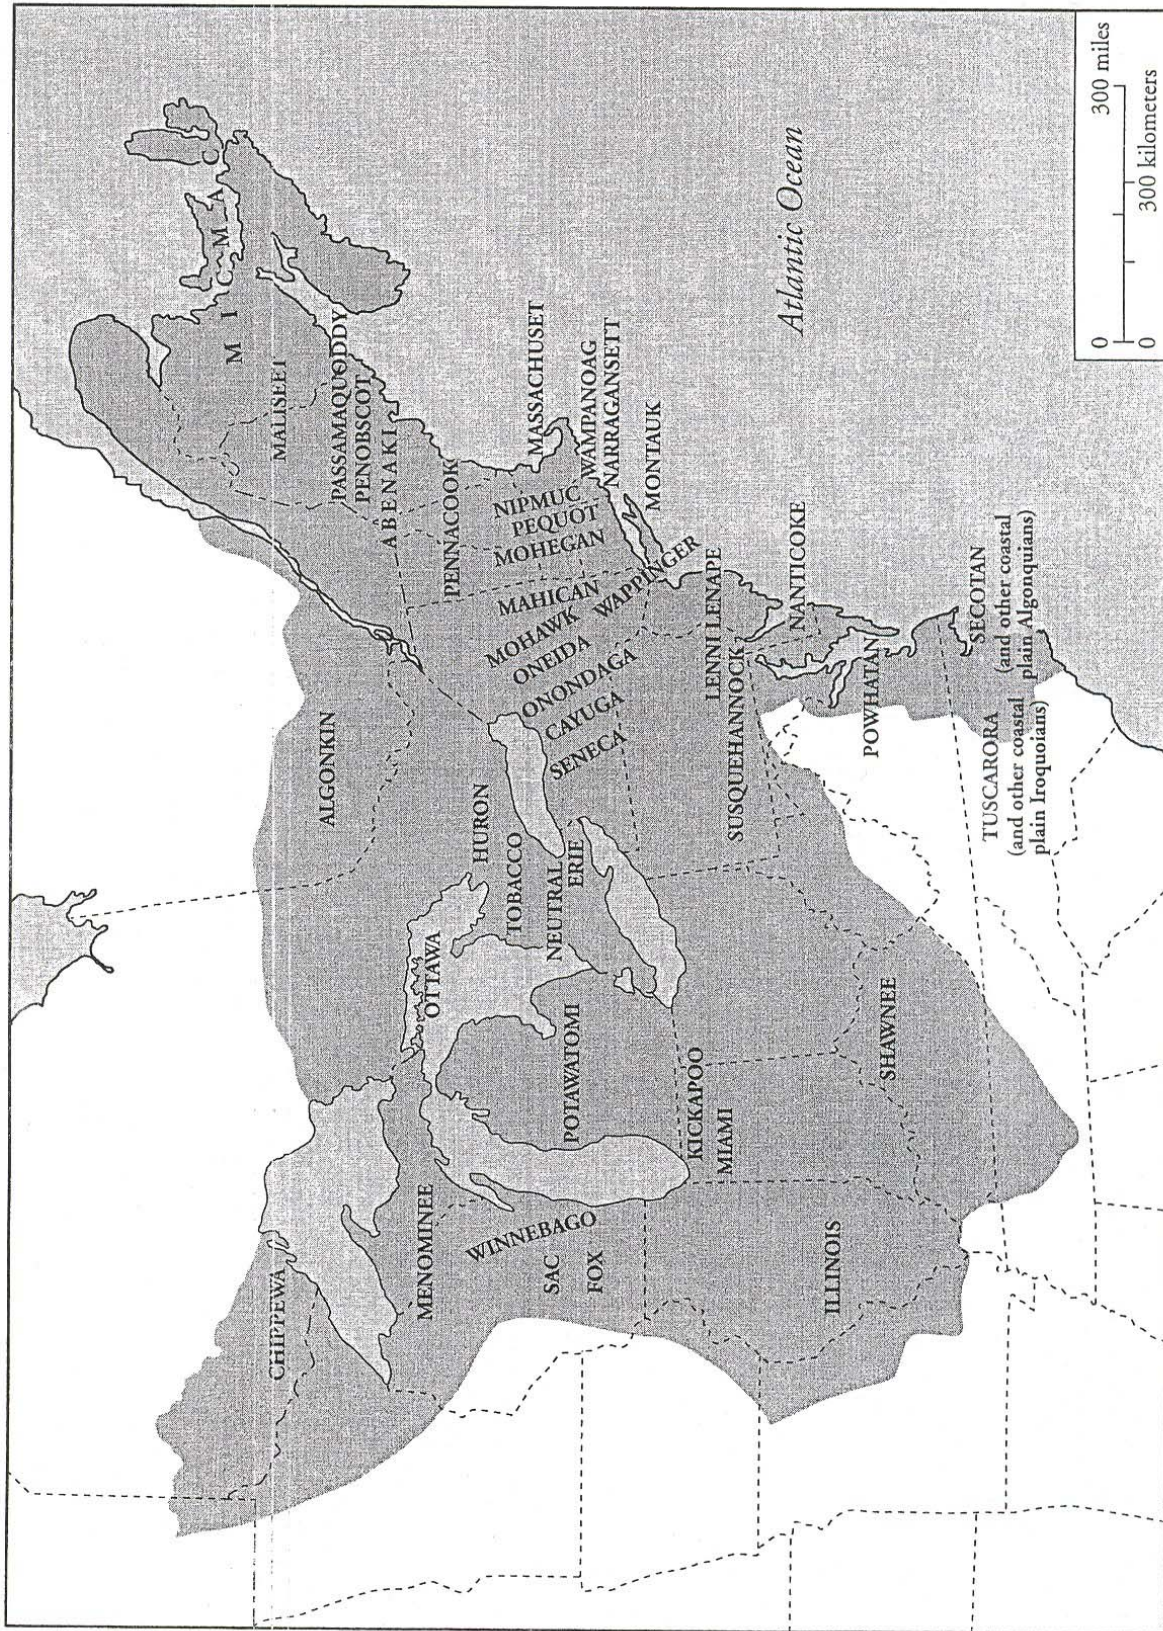 MICMAC
MALISEET
PASSAMAQUODDY
PENOBSCOT
ABENAKI
PENNACOOK
MASSACHUSET
NIPMUC
WAMPANOAG
PEQUOT
NARRAGANSETT
MOHEGAN
MONTAUK
MAHICAN
WAPPINGER
MOHAWK
ONEIDA
ONONDAGA
CAYUGA
SENECA
ALGONKIN
HURON
TOBACCO
NEUTRAL
ERIE
OTTAWA
CHIPPEWA
MENOMINEE
WINNEBAGO
SAC
FOX
POTAWATOMI
KICKAPOO
MIAMI
ILLINOIS
SHAWNEE
LENNI LENAPE
SUSQUEHANNOCK
NANTICOKE
POWHATAN
SECOTAN
(and other coastal
plain Algonquians)
TUSCARORA
(and other coastal
plain Iroquoians)
Atlantic Ocean
0 300 miles
0 300 kilometers